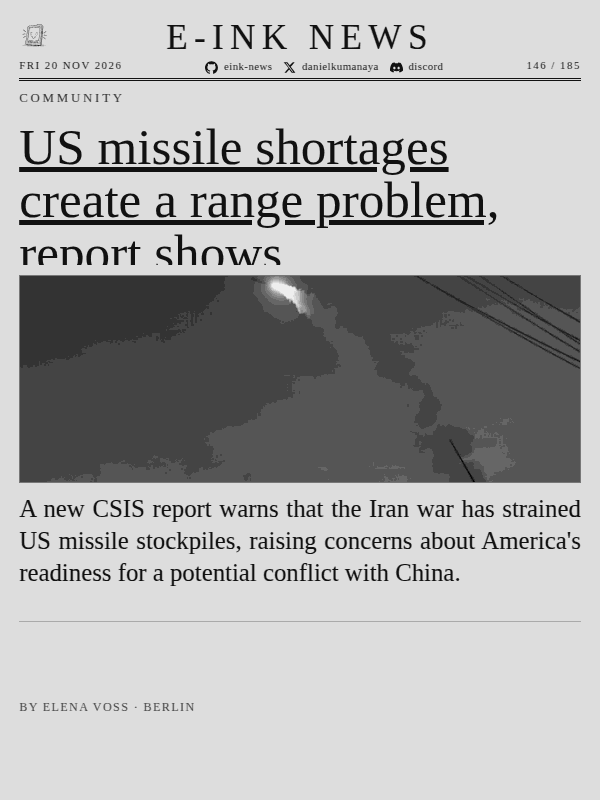 E-INK NEWS
FRI 20 NOV 2026
eink-news
danielkumanaya
discord
146 / 185
COMMUNITY
US missile shortages
create a range problem,
report shows
A new CSIS report warns that the Iran war has strained
US missile stockpiles, raising concerns about America's
readiness for a potential conflict with China.
BY ELENA VOSS · BERLIN